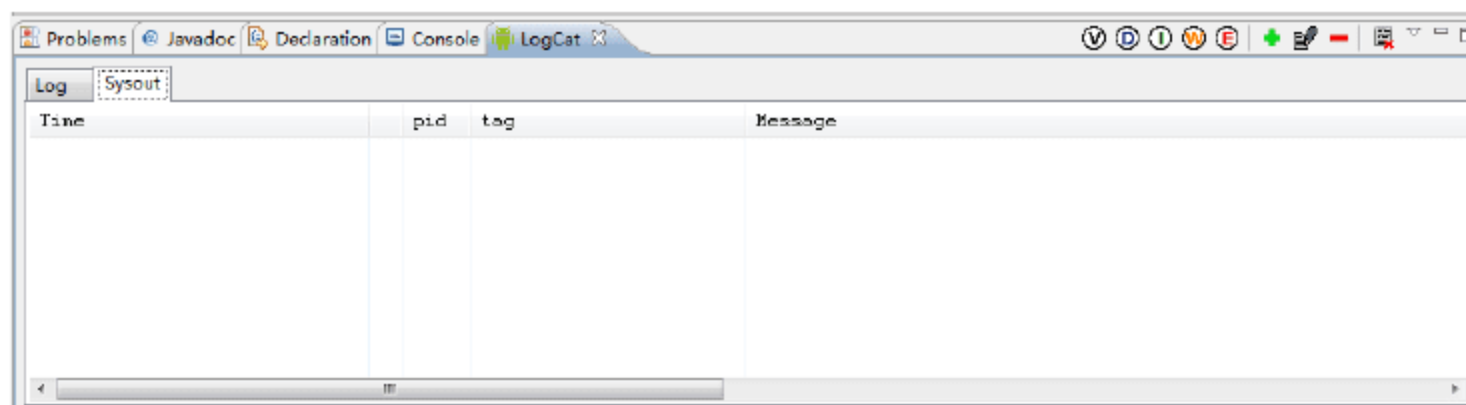 Problems @ Javadoc Declaration Console LogCat
V D I W E
Log Sysout
Time pid tag Message